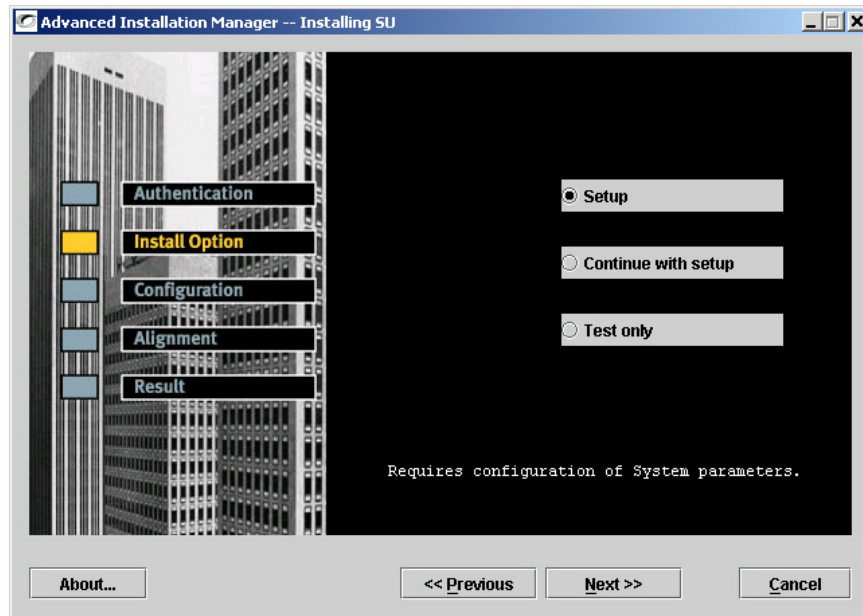 Advanced Installation Manager -- Installing SU
Authentication
Install Option
Configuration
Alignment
Result
Setup
Continue with setup
Test only
Requires configuration of System parameters.
About...
<< Previous
Next >>
Cancel